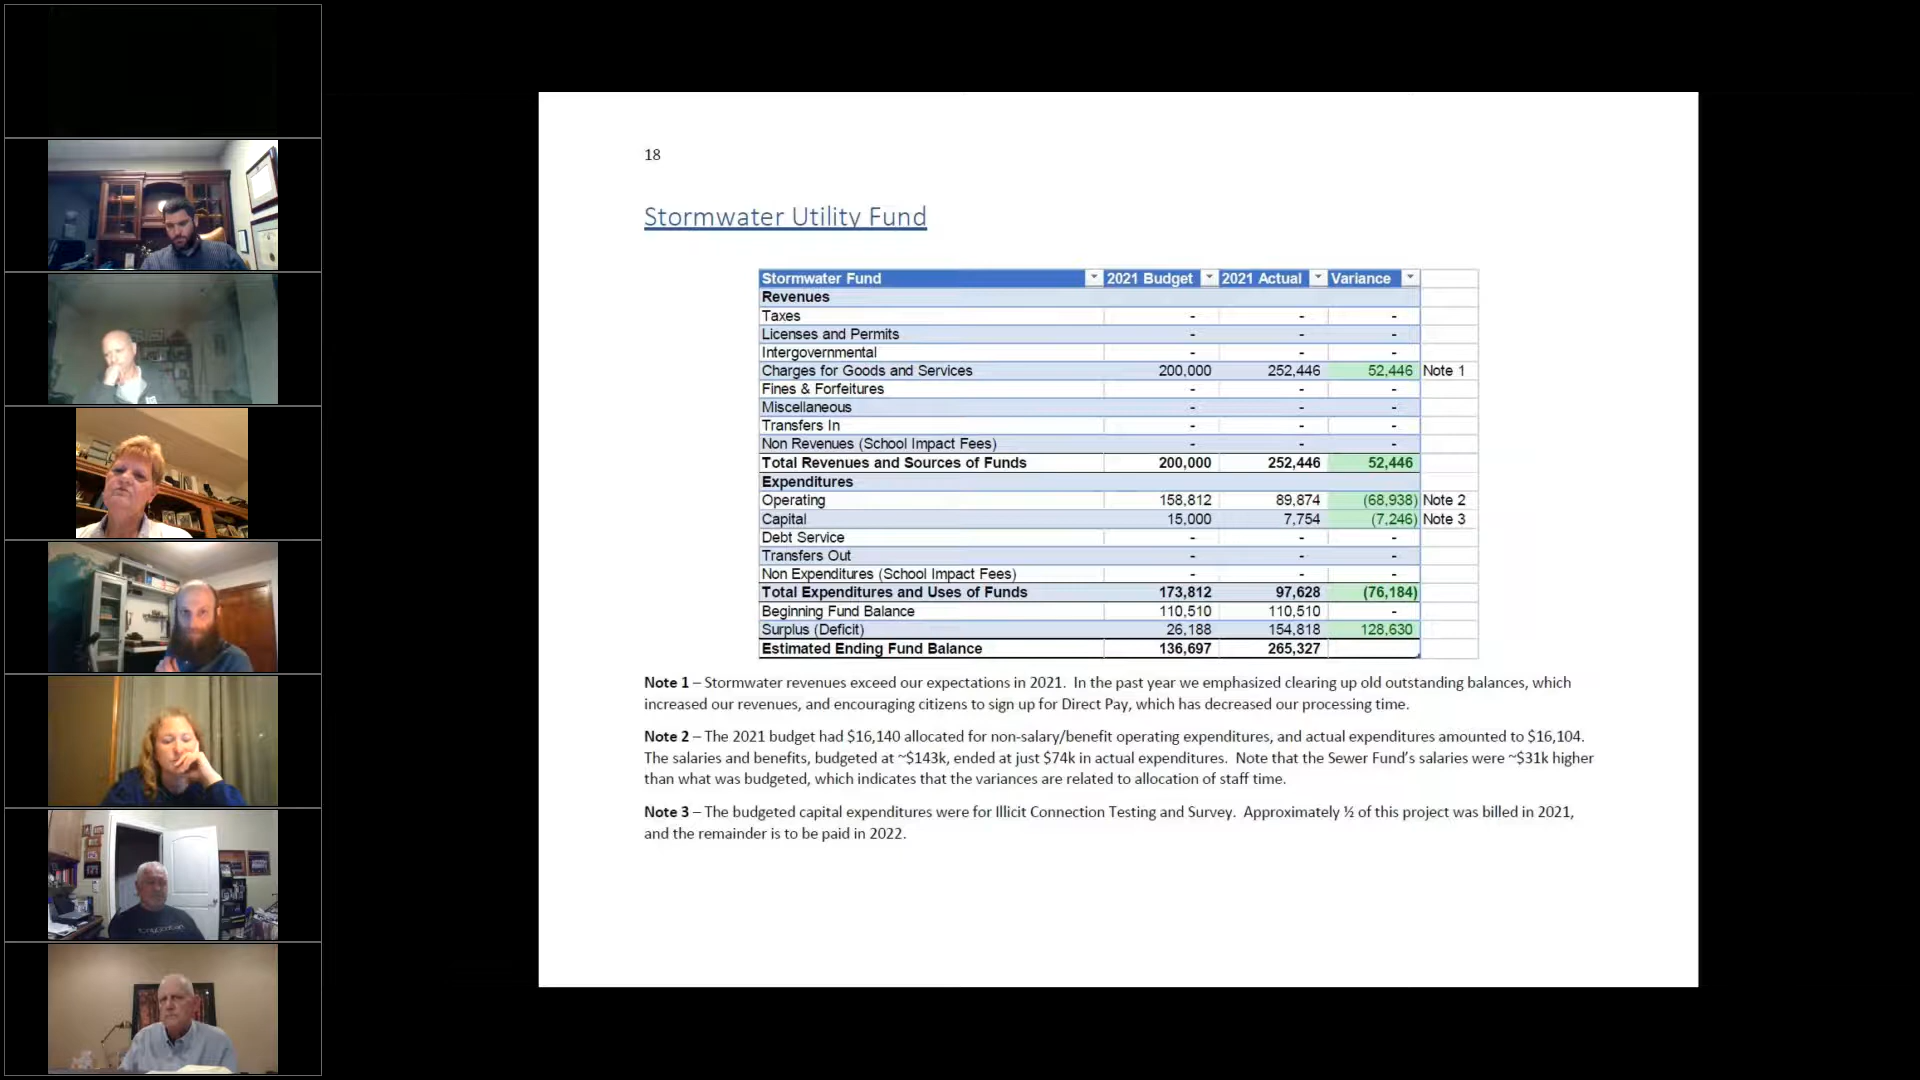 18
Stormwater Utility Fund
Stormwater Fund 2021 Budget 2021 Actual Variance
Revenues
Taxes - - -
Licenses and Permits - - -
Intergovernmental - - -
Charges for Goods and Services 200,000 252,446 52,446 Note 1
Fines & Forfeitures - - -
Miscellaneous - - -
Transfers In - - -
Non Revenues (School Impact Fees) - - -
Total Revenues and Sources of Funds 200,000 252,446 52,446
Expenditures
Operating 158,812 89,874 (68,938) Note 2
Capital 15,000 7,754 (7,246) Note 3
Debt Service - - -
Transfers Out - - -
Non Expenditures (School Impact Fees) - - -
Total Expenditures and Uses of Funds 173,812 97,628 (76,184)
Beginning Fund Balance 110,510 110,510 -
Surplus (Deficit) 26,188 154,818 128,630
Estimated Ending Fund Balance 136,697 265,327
Note 1 – Stormwater revenues exceed our expectations in 2021. In the past year we emphasized clearing up old outstanding balances, which
increased our revenues, and encouraging citizens to sign up for Direct Pay, which has decreased our processing time.
Note 2 – The 2021 budget had $16,140 allocated for non-salary/benefit operating expenditures, and actual expenditures amounted to $16,104.
The salaries and benefits, budgeted at ~$143k, ended at just $74k in actual expenditures. Note that the Sewer Fund's salaries were ~$31k higher
than what was budgeted, which indicates that the variances are related to allocation of staff time.
Note 3 – The budgeted capital expenditures were for Illicit Connection Testing and Survey. Approximately ½ of this project was billed in 2021,
and the remainder is to be paid in 2022.